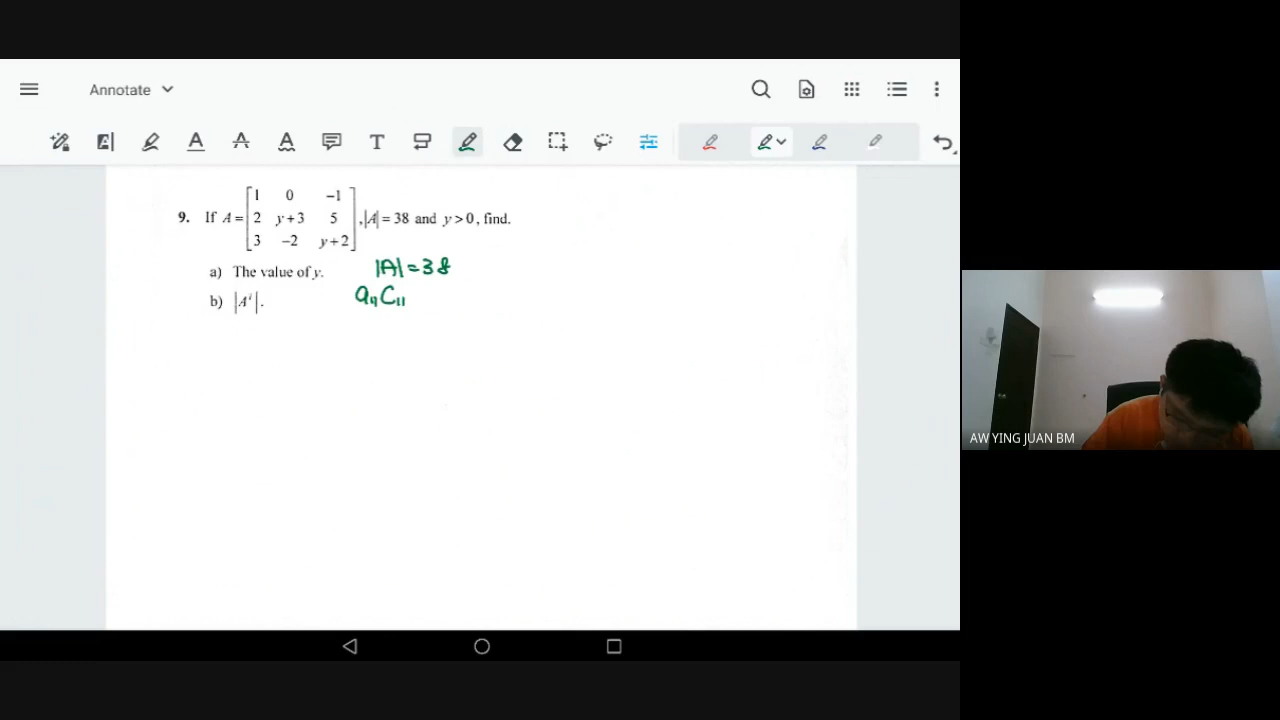 Annotate
9. If A = [1 0 −1; 2 y+3 5; 3 −2 y+2], |A| = 38 and y > 0, find.
a) The value of y.
|A| = 38
b) |Aᵗ|.
a₁₁C₁₁
AW YING JUAN BM